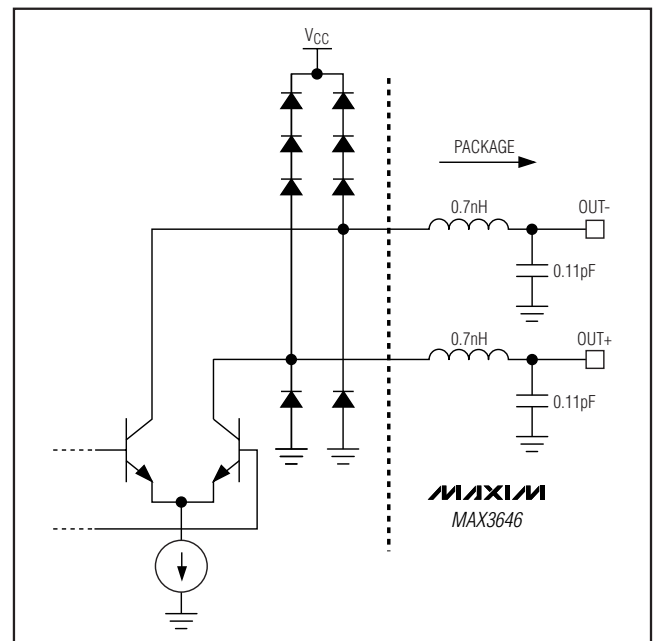 VCC
PACKAGE
0.7nH
OUT-
0.11pF
0.7nH
OUT+
0.11pF
MAXIM
MAX3646